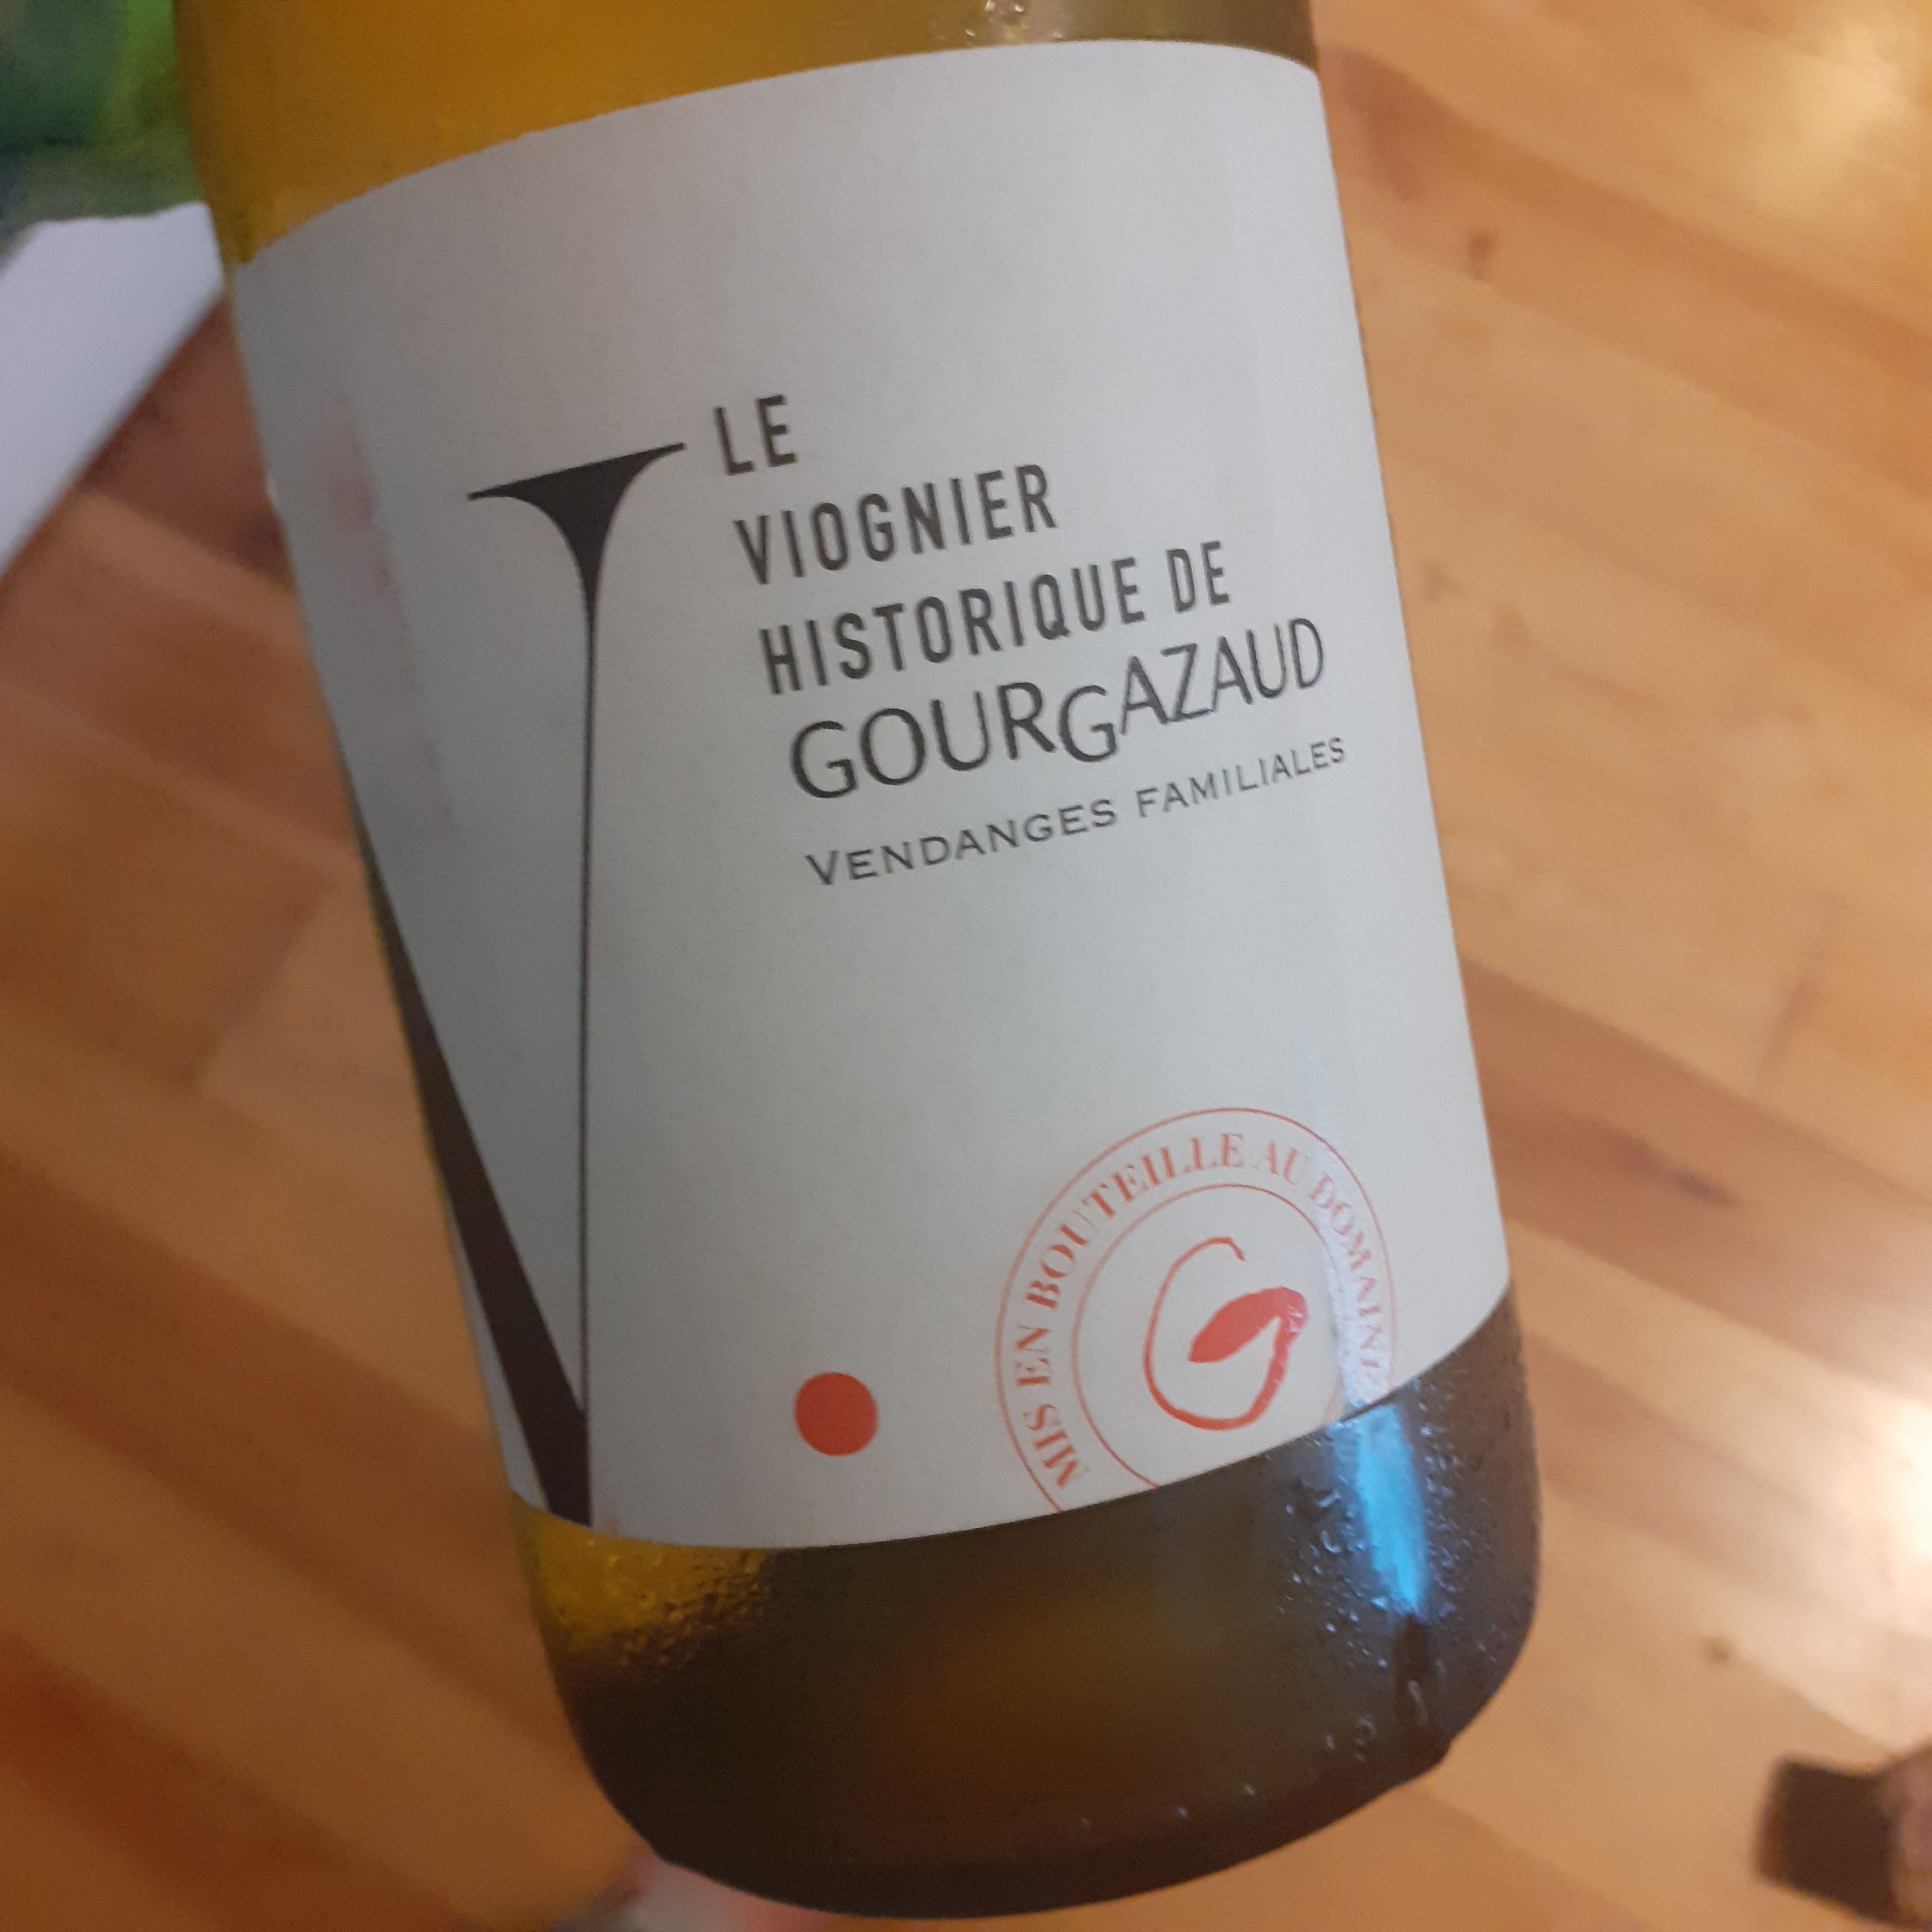 V
LE
VIOGNIER
HISTORIQUE DE
GOURGAZAUD
VENDANGES FAMILIALES
MIS EN BOUTEILLE AU DOMAINE
G